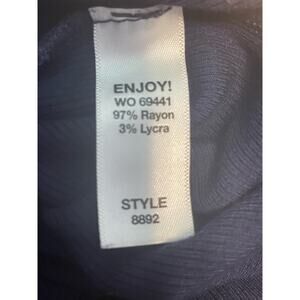 ENJOY!
WO 69441
97% Rayon
3% Lycra
STYLE
8892